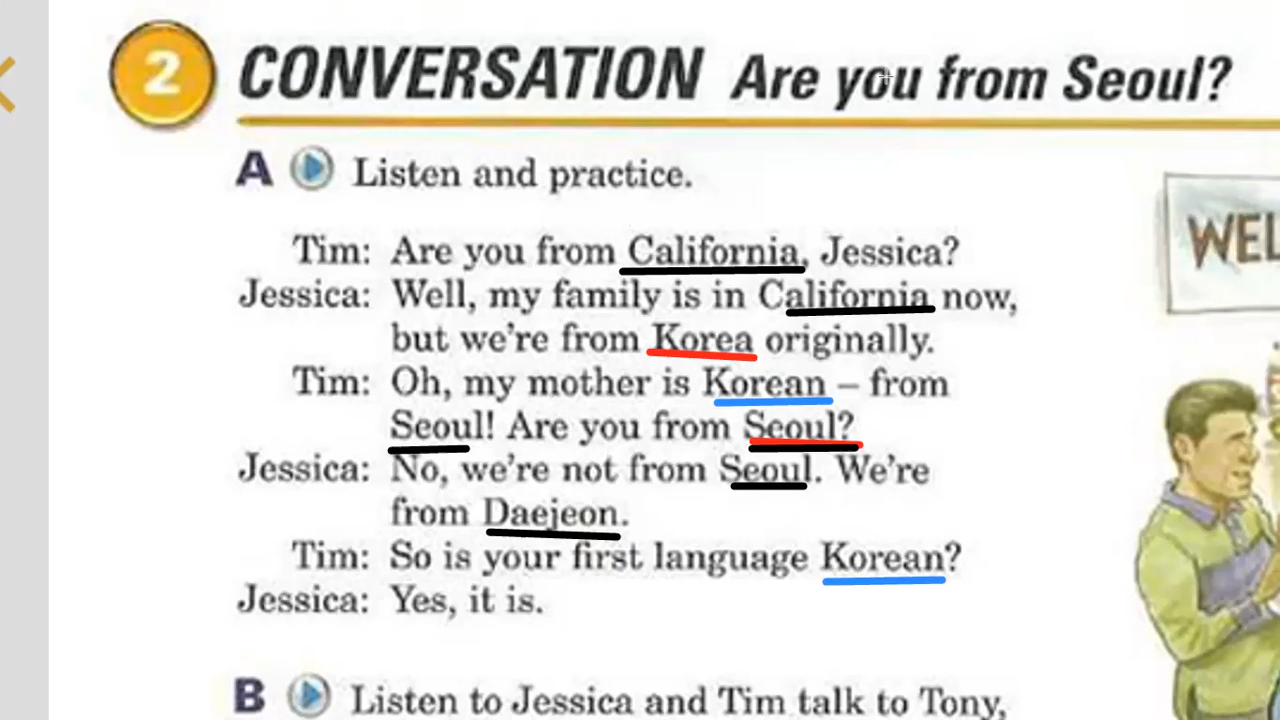 2 CONVERSATION Are you from Seoul?
A Listen and practice.
Tim: Are you from California, Jessica?
Jessica: Well, my family is in California now,
but we're from Korea originally.
Tim: Oh, my mother is Korean – from
Seoul! Are you from Seoul?
Jessica: No, we're not from Seoul. We're
from Daejeon.
Tim: So is your first language Korean?
Jessica: Yes, it is.
B Listen to Jessica and Tim talk to Tony,